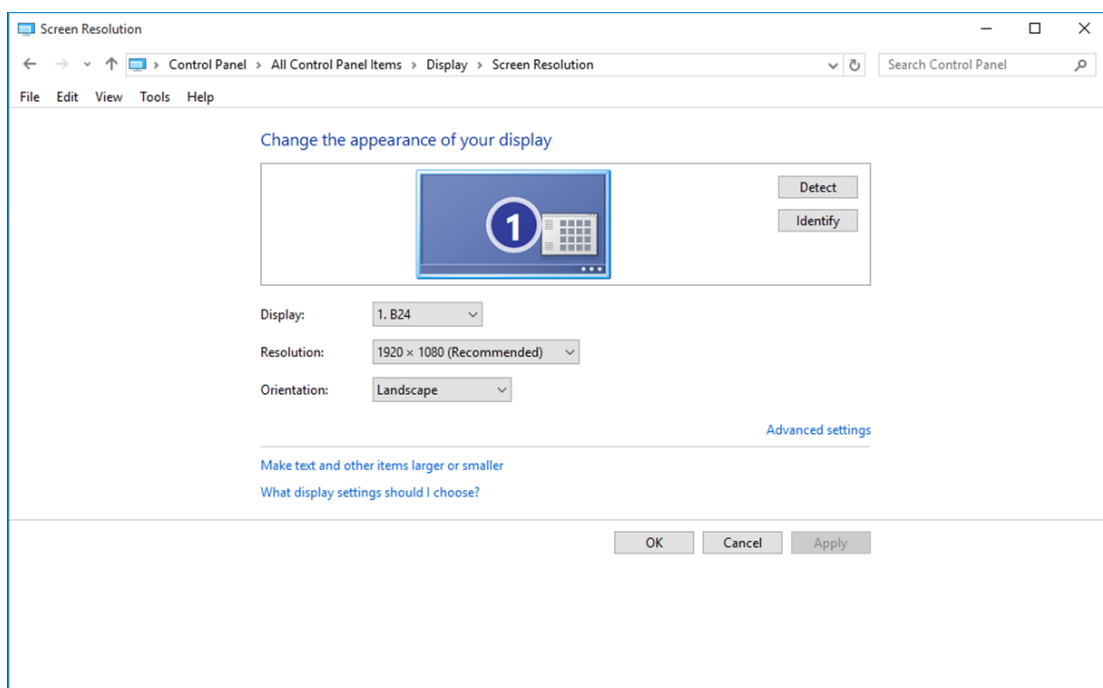 Screen Resolution
Control Panel > All Control Panel Items > Display > Screen Resolution
Search Control Panel
File Edit View Tools Help
Change the appearance of your display
1
Detect
Identify
Display: 1. B24
Resolution: 1920 × 1080 (Recommended)
Orientation: Landscape
Advanced settings
Make text and other items larger or smaller
What display settings should I choose?
OK Cancel Apply